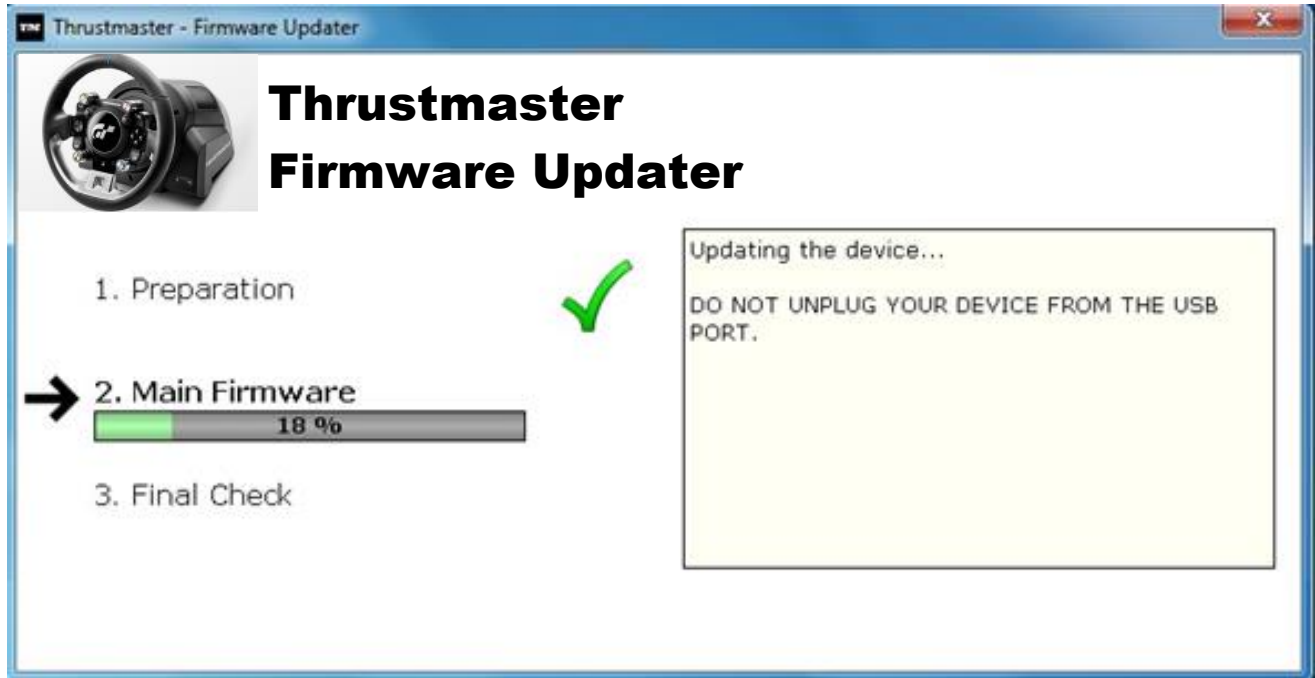 Thrustmaster - Firmware Updater
Thrustmaster
Firmware Updater
1. Preparation
2. Main Firmware
18 %
3. Final Check
Updating the device...
DO NOT UNPLUG YOUR DEVICE FROM THE USB
PORT.